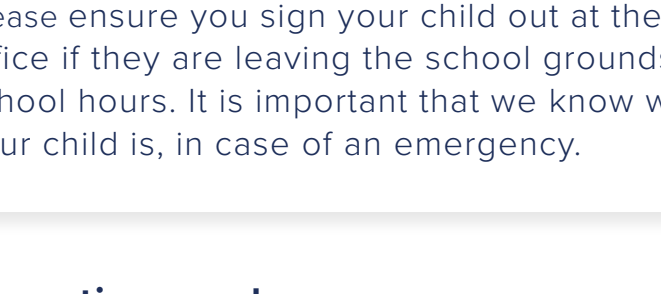 ease ensure you sign your child out at the
fice if they are leaving the school grounds
hool hours. It is important that we know w
ur child is, in case of an emergency.